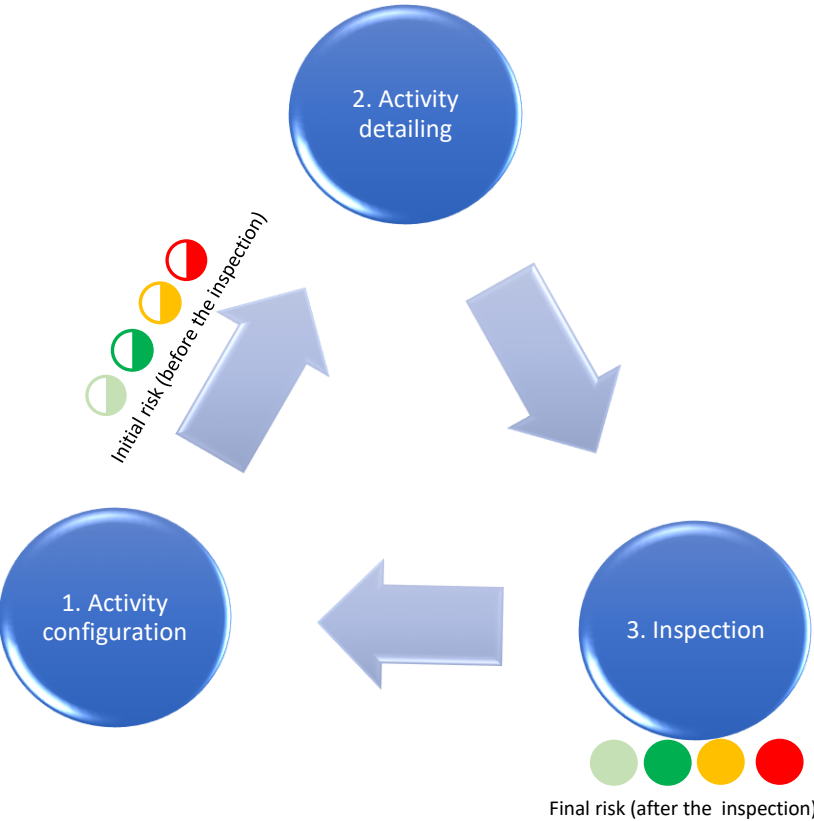 2. Activity
detailing
Initial risk (before the inspection)
1. Activity
configuration
3. Inspection
Final risk (after the inspection)